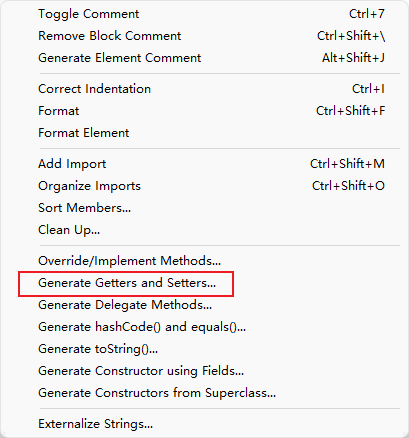 Toggle Comment Ctrl+7
Remove Block Comment Ctrl+Shift+\
Generate Element Comment Alt+Shift+J
Correct Indentation Ctrl+I
Format Ctrl+Shift+F
Format Element
Add Import Ctrl+Shift+M
Organize Imports Ctrl+Shift+O
Sort Members...
Clean Up...
Override/Implement Methods...
Generate Getters and Setters...
Generate Delegate Methods...
Generate hashCode() and equals()...
Generate toString()...
Generate Constructor using Fields...
Generate Constructors from Superclass...
Externalize Strings...